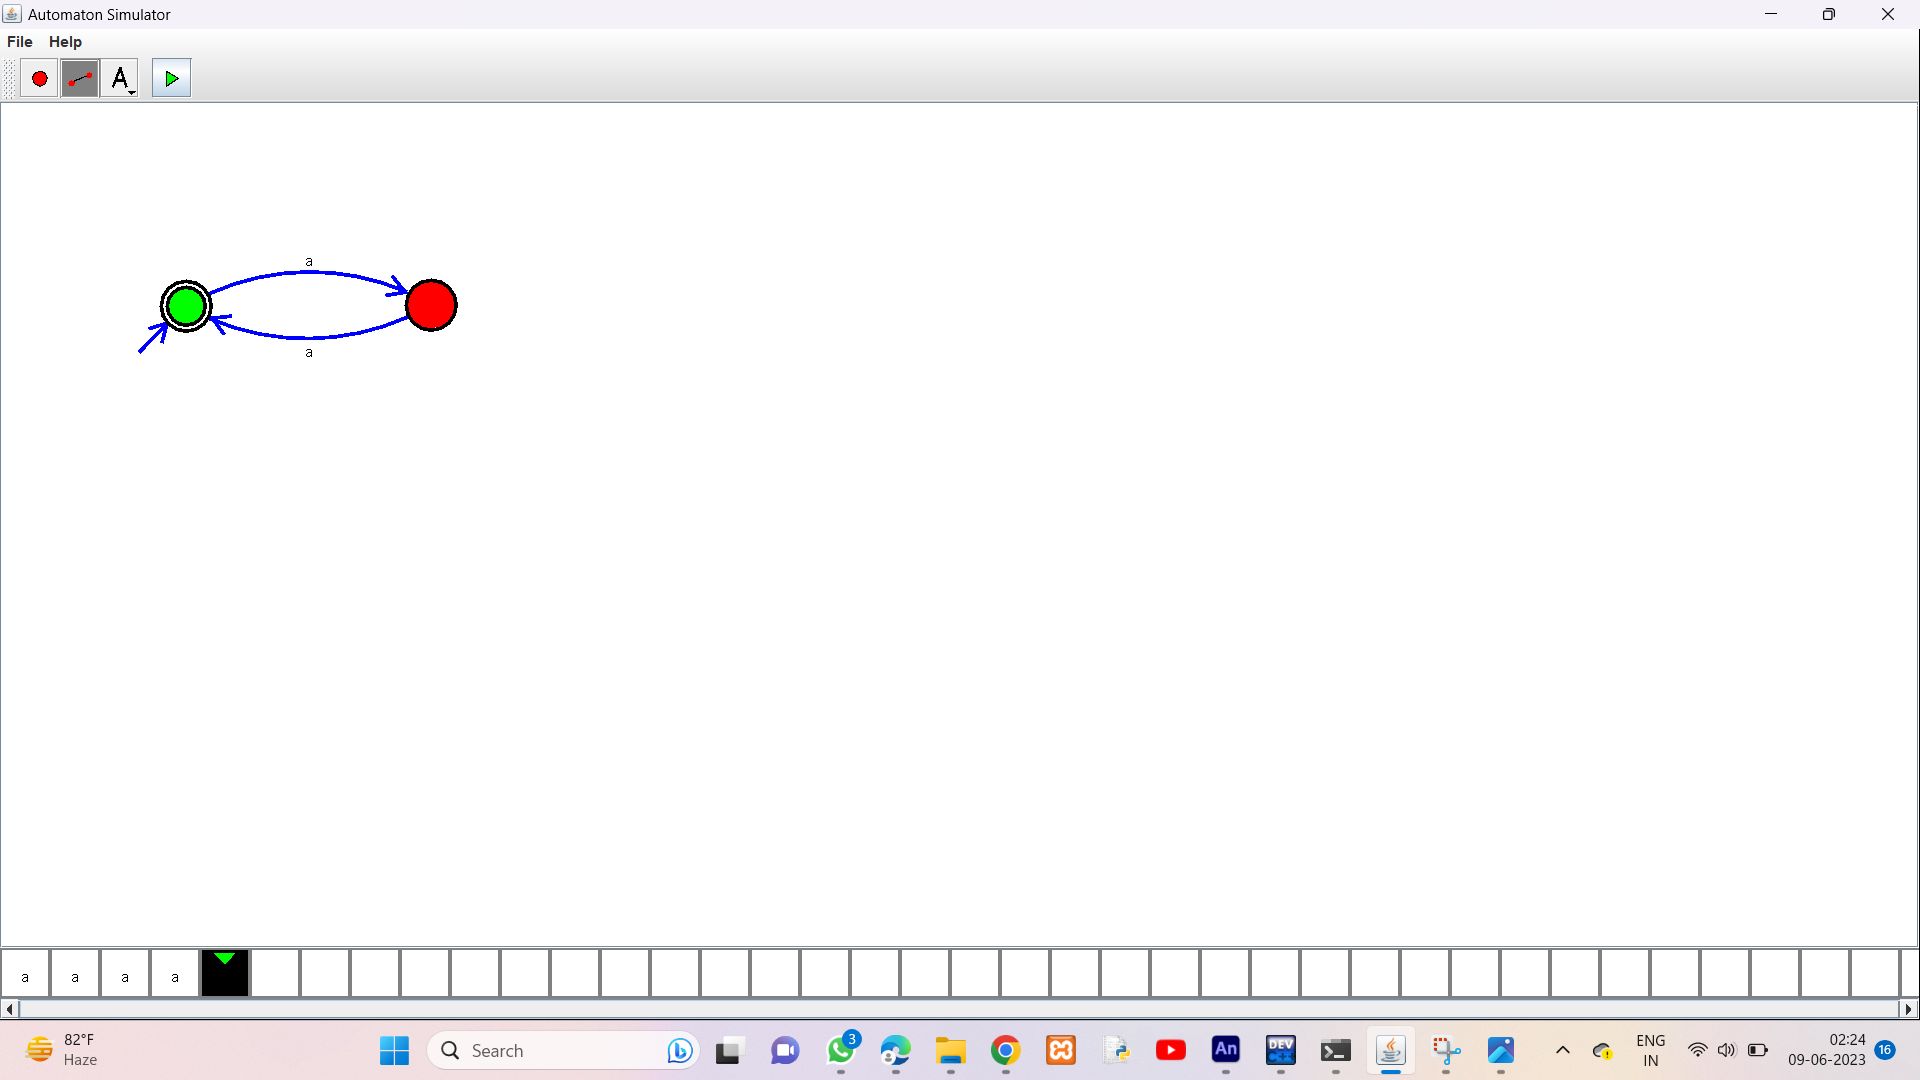 Automaton Simulator
File Help
A
a
a
a a a a
82°F
Haze
Search
3
An
DEV
ENG
IN
02:24
09-06-2023
16